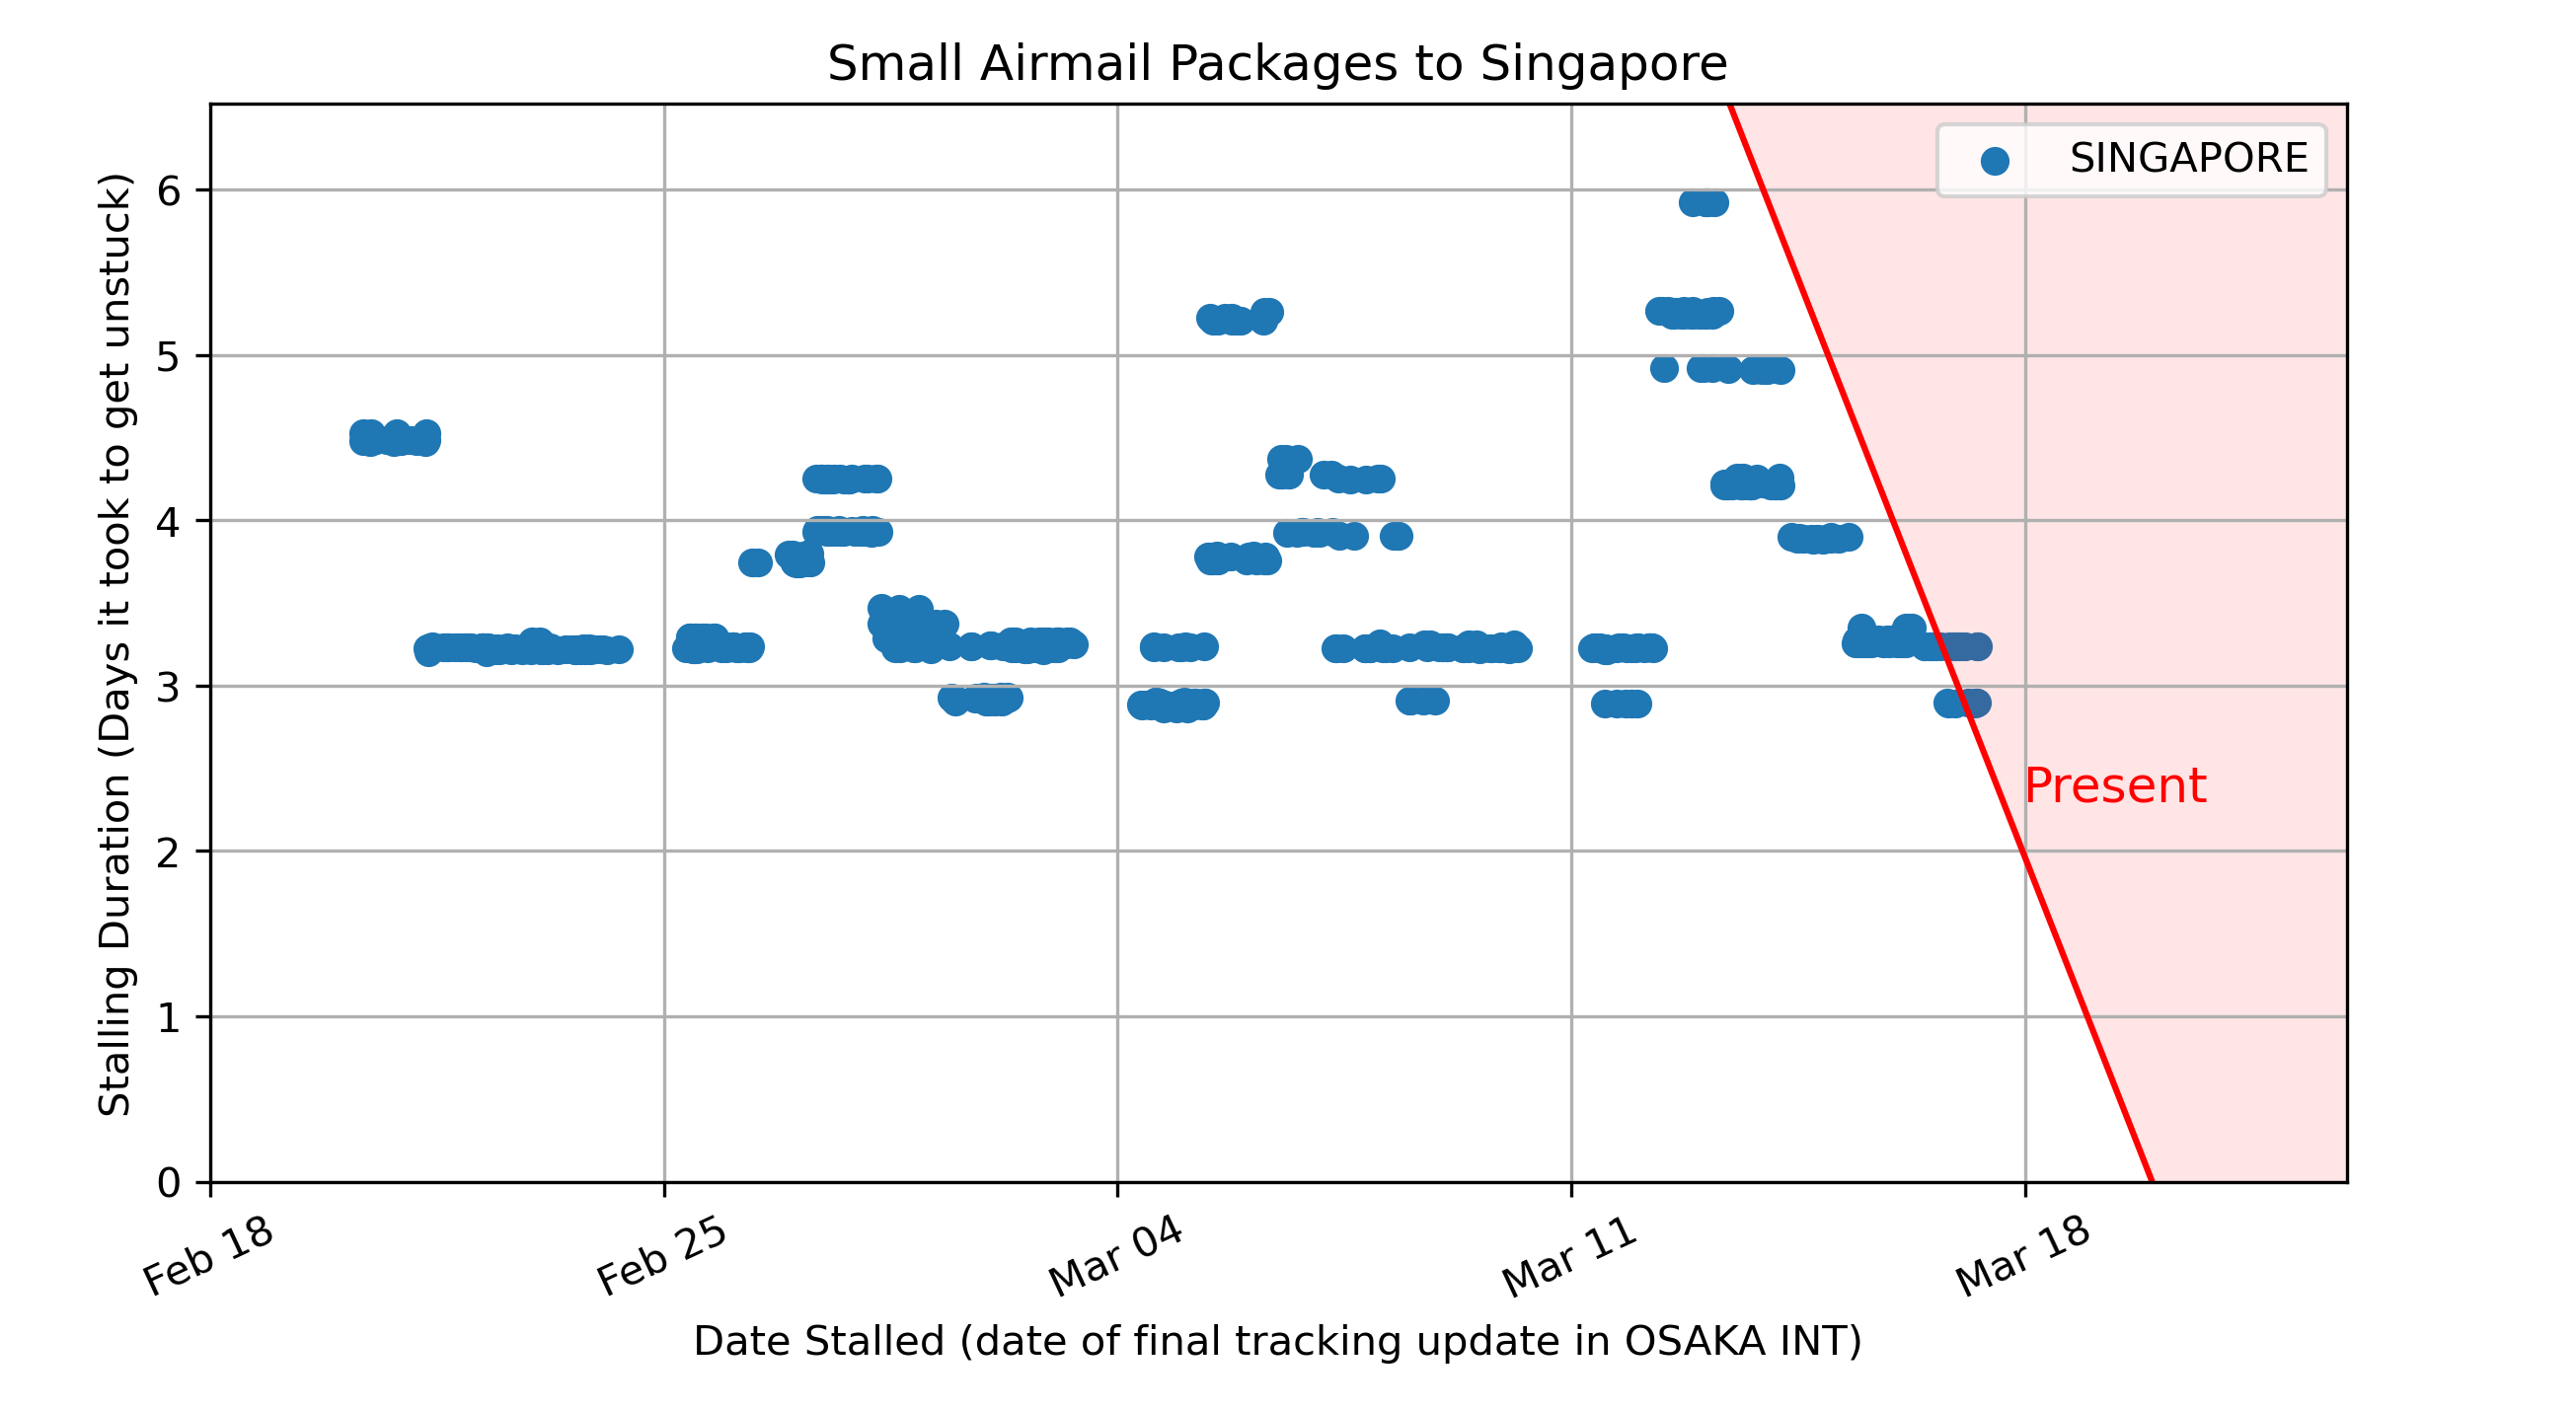 Small Airmail Packages to Singapore
SINGAPORE
Stalling Duration (Days it took to get unstuck)
6
5
4
3
2
1
0
Present
Feb 18
Feb 25
Mar 04
Mar 11
Mar 18
Date Stalled (date of final tracking update in OSAKA INT)